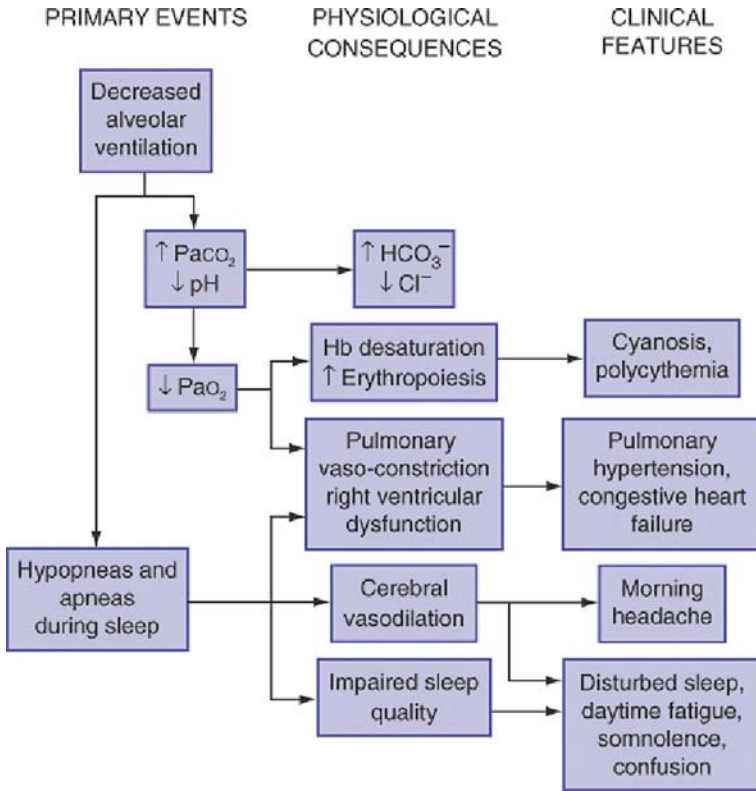 PRIMARY EVENTS
PHYSIOLOGICAL
CONSEQUENCES
CLINICAL
FEATURES
Decreased
alveolar
ventilation
↑ PaCO₂
↓ pH
↑ HCO₃⁻
↓ Cl⁻
↓ PaO₂
Hb desaturation
↑ Erythropoiesis
Cyanosis,
polycythemia
Pulmonary
vaso-constriction
right ventricular
dysfunction
Pulmonary
hypertension,
congestive heart
failure
Hypopneas and
apneas
during sleep
Cerebral
vasodilation
Morning
headache
Impaired sleep
quality
Disturbed sleep,
daytime fatigue,
somnolence,
confusion